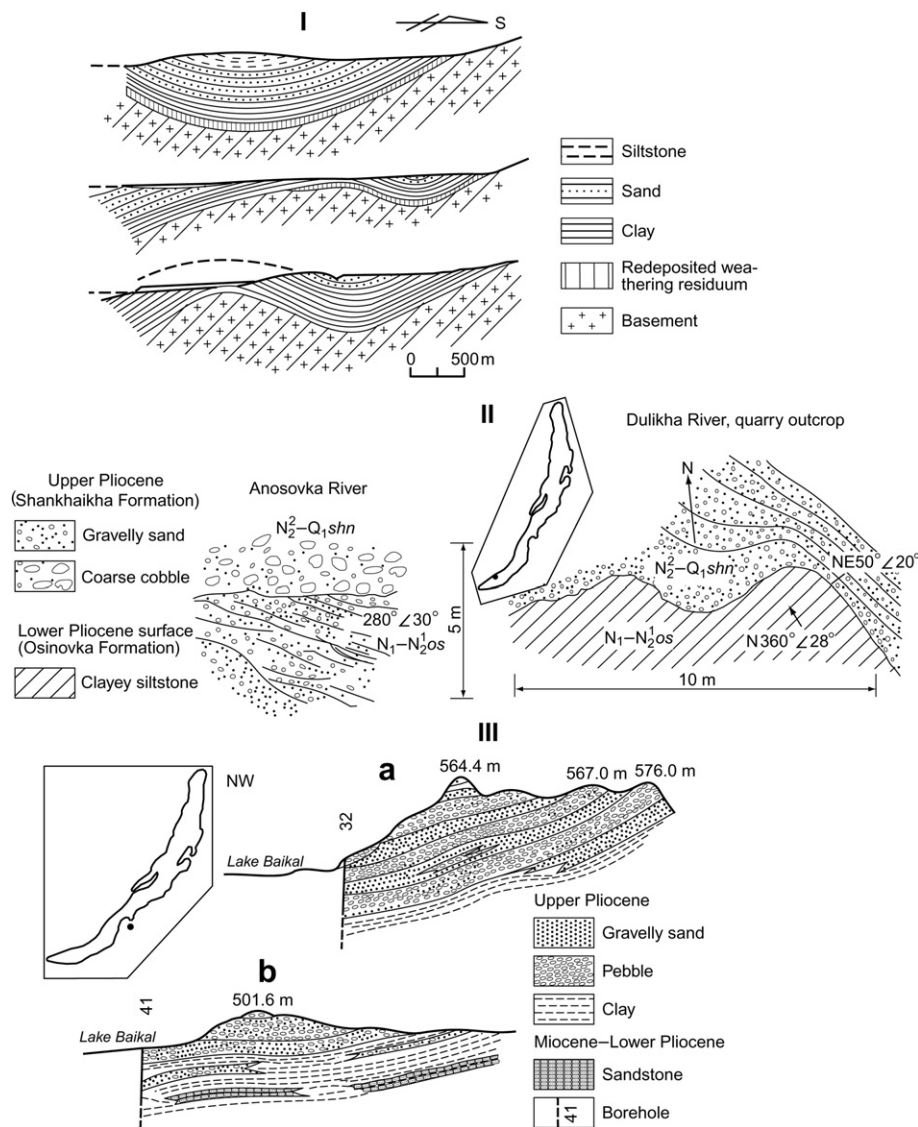 I
S
Siltstone
Sand
Clay
Redeposited wea-
thering residuum
Basement
0 500 m
II
Dulikha River, quarry outcrop
Upper Pliocene
(Shankhaikha Formation)
Gravelly sand
Coarse cobble
Lower Pliocene surface
(Osinovka Formation)
Clayey siltstone
Anosovka River
N₂²–Q₁shn
280°∠30°
N₁–N₂¹os
5 m
N
N₂²–Q₁shn
NE50°∠20°
N₁–N₂¹os
N360°∠28°
10 m
III
NW
a
564.4 m
567.0 m
576.0 m
32
Lake Baikal
b
501.6 m
41
Lake Baikal
Upper Pliocene
Gravelly sand
Pebble
Clay
Miocene–Lower Pliocene
Sandstone
41
Borehole